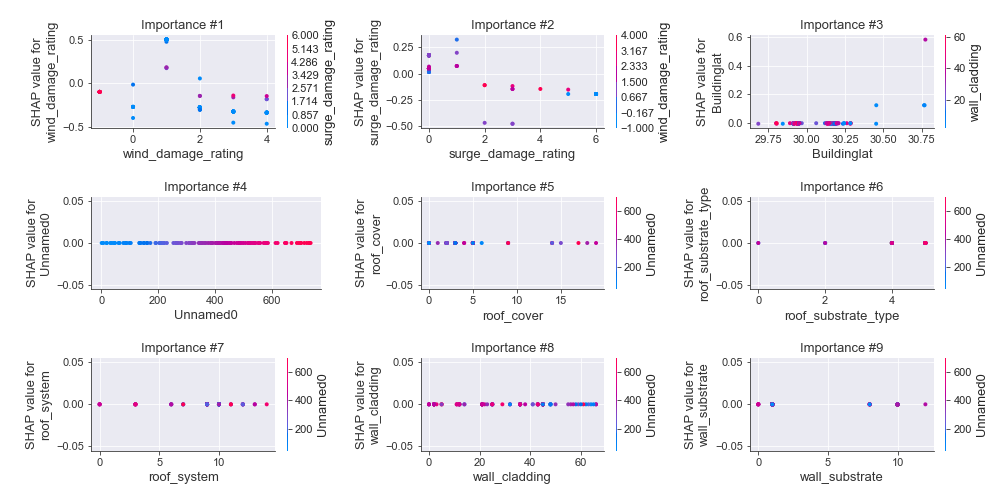 Importance #1
SHAP value for
wind_damage_rating
0.5
0.0
−0.5
0
2
4
wind_damage_rating
6.000
5.143
4.286
3.429
2.571
1.714
0.857
0.000
surge_damage_rating
Importance #2
SHAP value for
surge_damage_rating
0.25
0.00
−0.25
−0.50
0
2
4
6
surge_damage_rating
4.000
3.167
2.333
1.500
0.667
−0.167
−1.000
wind_damage_rating
Importance #3
SHAP value for
Buildinglat
0.6
0.4
0.2
0.0
29.75
30.00
30.25
30.50
30.75
Buildinglat
60
40
20
wall_cladding
Importance #4
SHAP value for
Unnamed0
0.05
0.00
−0.05
0
200
400
600
Unnamed0
Importance #5
SHAP value for
roof_cover
0.05
0.00
−0.05
0
5
10
15
roof_cover
600
400
200
Unnamed0
Importance #6
SHAP value for
roof_substrate_type
0.05
0.00
−0.05
0
2
4
roof_substrate_type
600
400
200
Unnamed0
Importance #7
SHAP value for
roof_system
0.05
0.00
−0.05
0
5
10
roof_system
600
400
200
Unnamed0
Importance #8
SHAP value for
wall_cladding
0.05
0.00
−0.05
0
20
40
60
wall_cladding
600
400
200
Unnamed0
Importance #9
SHAP value for
wall_substrate
0.05
0.00
−0.05
0
5
10
wall_substrate
600
400
200
Unnamed0